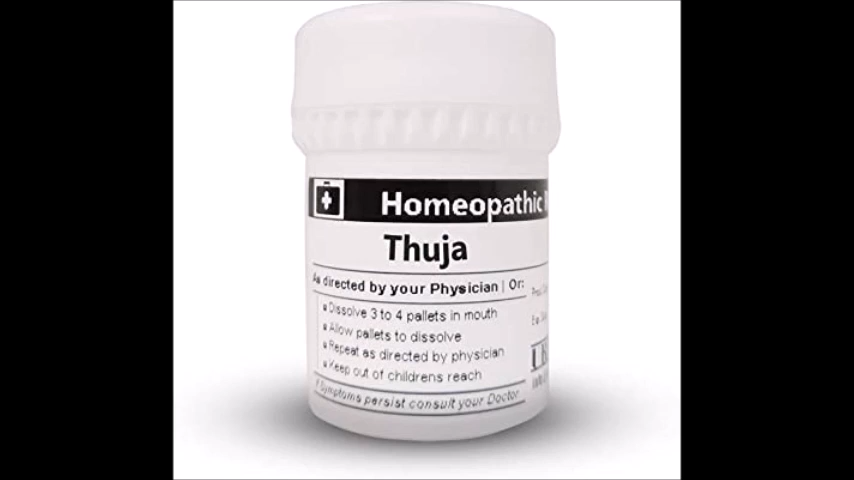 Homeopathic
Thuja
As directed by your Physician | Or:
Dissolve 3 to 4 pallets in mouth
Allow pallets to dissolve
Repeat as directed by physician
Keep out of childrens reach
If Symptoms persist consult your Doctor